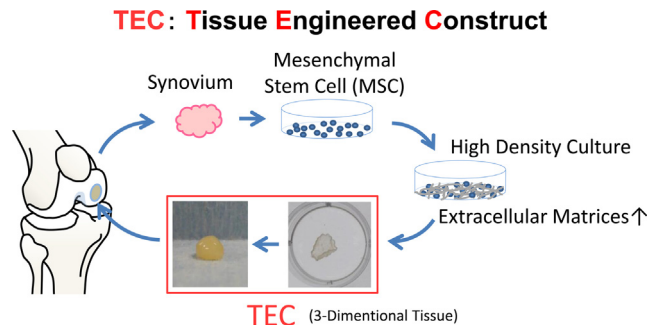 TEC: Tissue Engineered Construct
Mesenchymal
Stem Cell (MSC)
Synovium
High Density Culture
Extracellular Matrices↑
TEC (3-Dimentional Tissue)